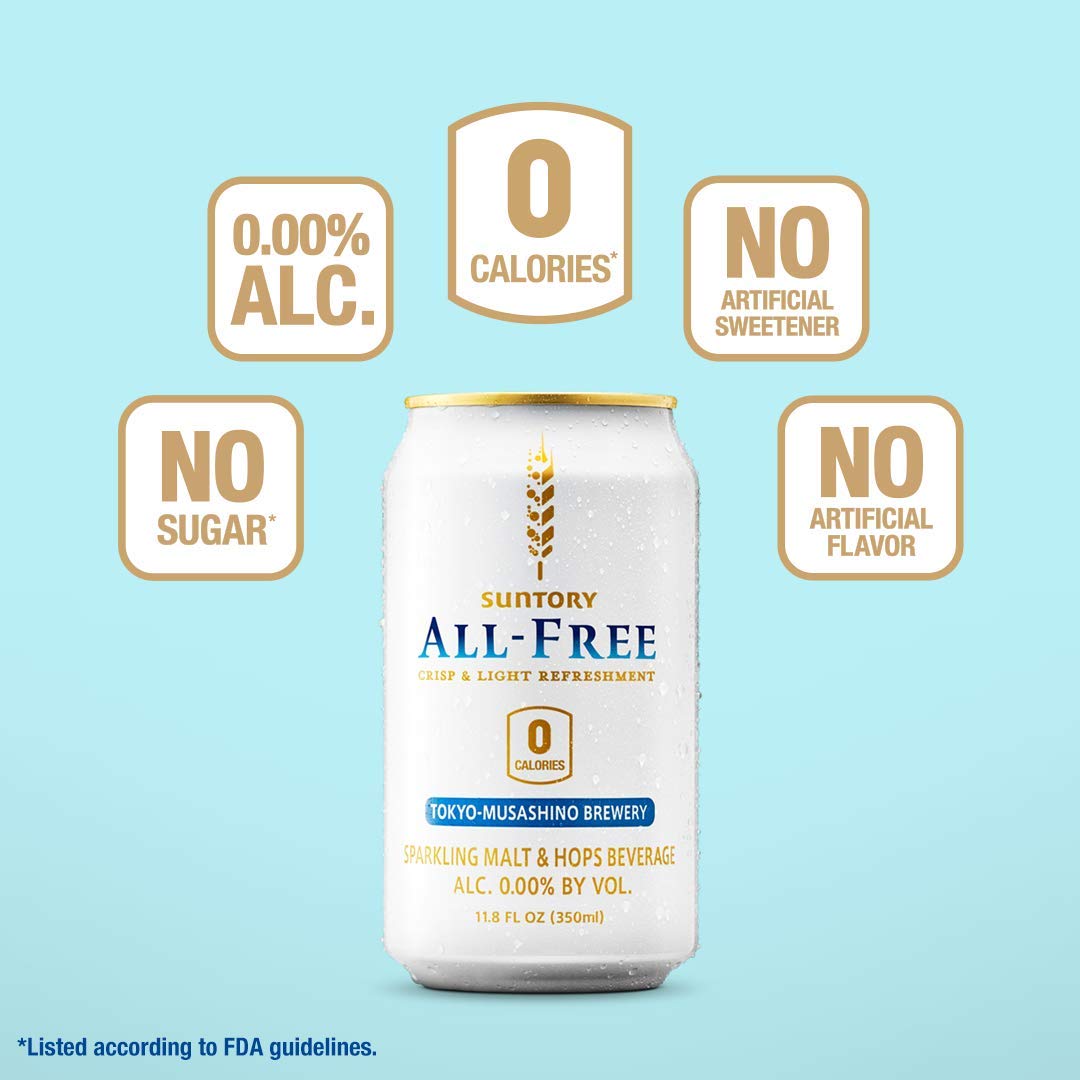 0
CALORIES*
0.00%
ALC.
NO
ARTIFICIAL
SWEETENER
NO
SUGAR*
NO
ARTIFICIAL
FLAVOR
SUNTORY
ALL-FREE
CRISP & LIGHT REFRESHMENT
0
CALORIES
TOKYO-MUSASHINO BREWERY
SPARKLING MALT & HOPS BEVERAGE
ALC. 0.00% BY VOL.
11.8 FL OZ (350ml)
*Listed according to FDA guidelines.